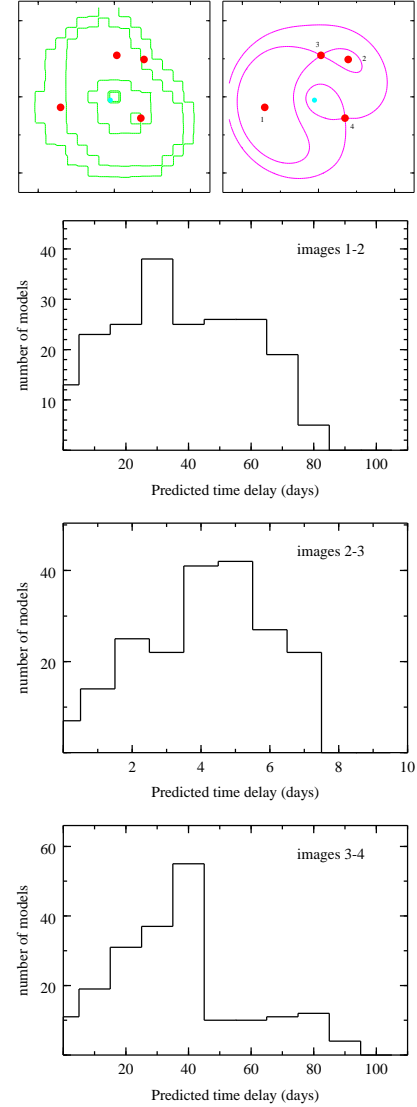 3
2
1
4
images 1-2
40
30
20
10
number of models
20 40 60 80 100
Predicted time delay (days)
images 2-3
40
20
number of models
2 4 6 8 10
Predicted time delay (days)
images 3-4
60
40
20
number of models
20 40 60 80 100
Predicted time delay (days)